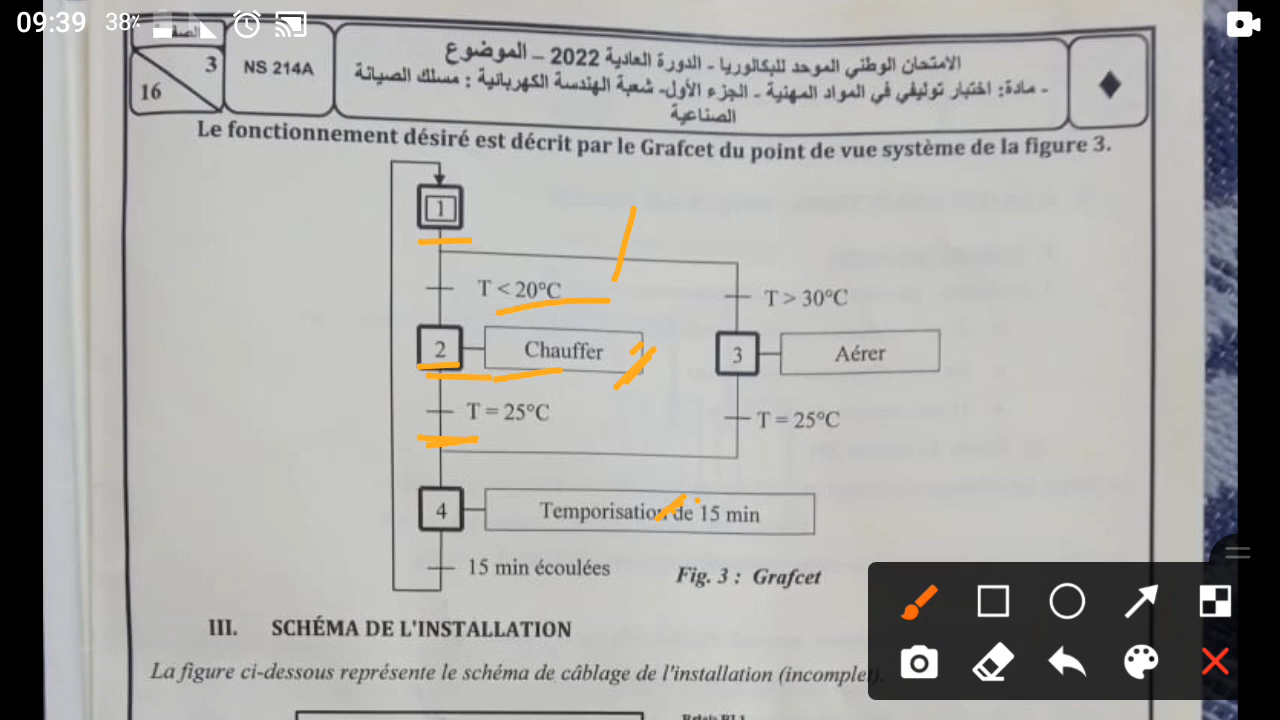 09:39 38%
3
16
NS 214A
الامتحان الوطني الموحد للبكالوريا - الدورة العادية 2022 – الموضوع
- مادة: اختبار توليفي في المواد المهنية - الجزء الأول- شعبة الهندسة الكهربائية : مسلك الصيانة
الصناعية
Le fonctionnement désiré est décrit par le Grafcet du point de vue système de la figure 3.
1
T < 20°C
T > 30°C
2
Chauffer
3
Aérer
T = 25°C
T = 25°C
4
Temporisation de 15 min
15 min écoulées
Fig. 3 : Grafcet
III. SCHÉMA DE L'INSTALLATION
La figure ci-dessous représente le schéma de câblage de l'installation (incomplet).